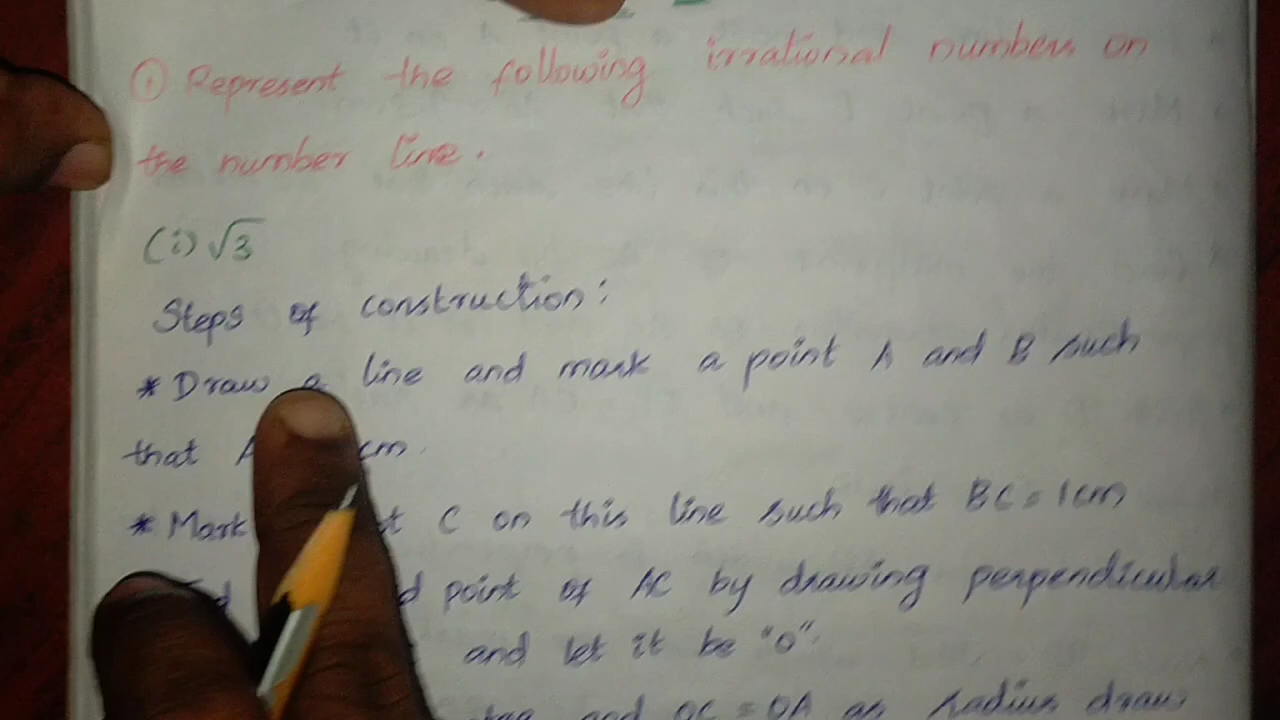 ① Represent the following irrational numbers on
the number line.
(i) √3
Steps of construction:
* Draw a line and mark a point A and B such
that A cm.
* Mark C on this line such that BC = 1cm
point of AC by drawing perpendicular
and let it be "O".
and OC = OA as radius draw